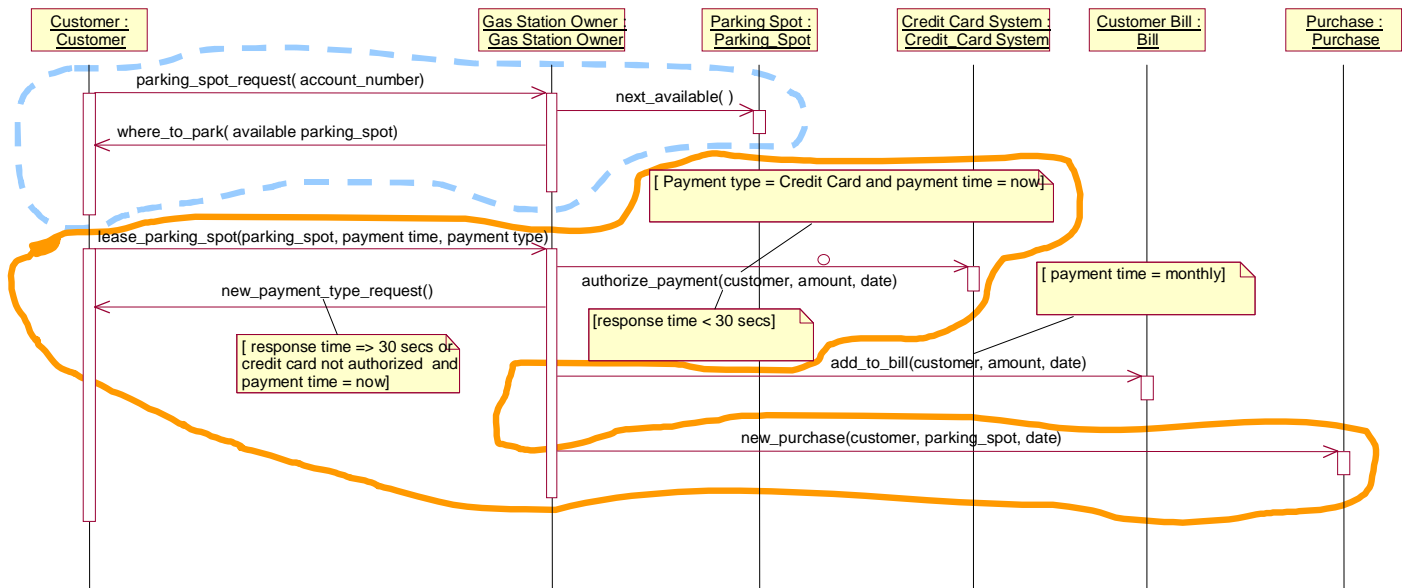 Customer :
Customer
Gas Station Owner :
Gas Station Owner
Parking Spot :
Parking_Spot
Credit Card System :
Credit_Card System
Customer Bill :
Bill
Purchase :
Purchase
parking_spot_request( account_number)
next_available( )
where_to_park( available parking_spot)
[ Payment type = Credit Card and payment time = now]
lease_parking_spot(parking_spot, payment time, payment type)
authorize_payment(customer, amount, date)
[ payment time = monthly]
new_payment_type_request()
[response time < 30 secs]
[ response time => 30 secs or
credit card not authorized and
payment time = now]
add_to_bill(customer, amount, date)
new_purchase(customer, parking_spot, date)